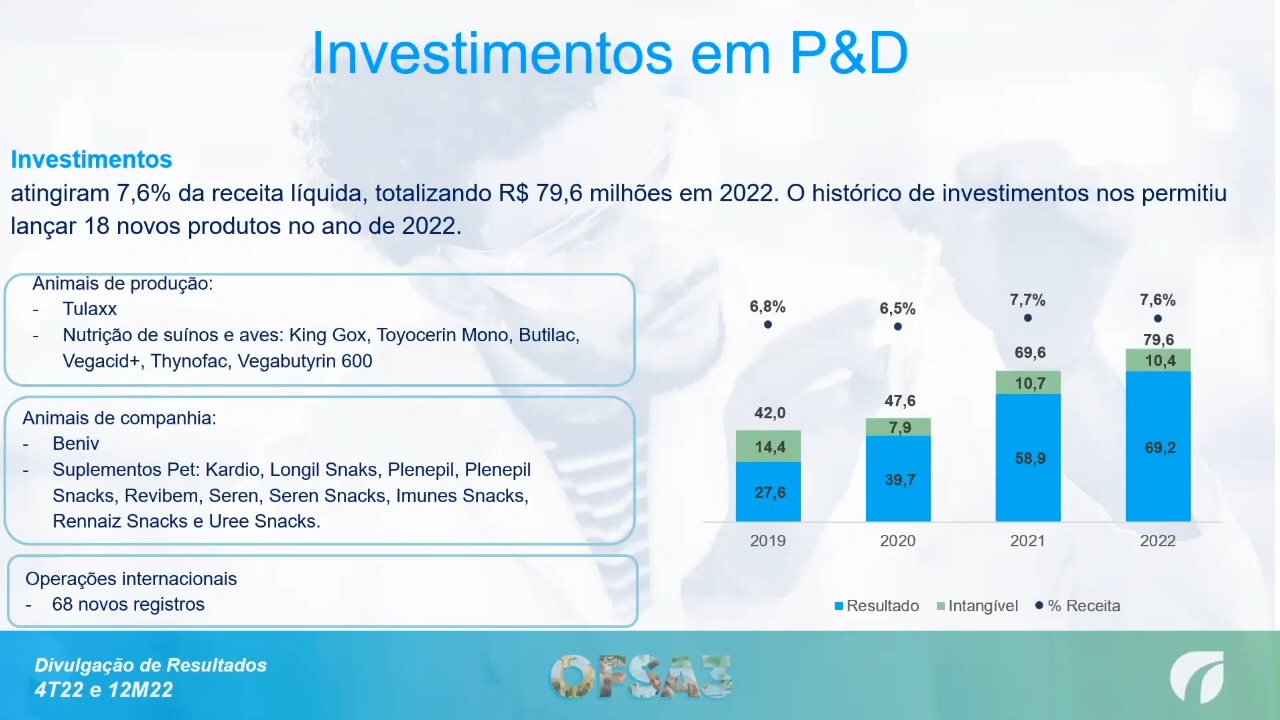 Investimentos em P&D
Investimentos
atingiram 7,6% da receita líquida, totalizando R$ 79,6 milhões em 2022. O histórico de investimentos nos permitiu
lançar 18 novos produtos no ano de 2022.
Animais de produção:
- Tulaxx
- Nutrição de suínos e aves: King Gox, Toyocerin Mono, Butilac,
Vegacid+, Thynofac, Vegabutyrin 600
Animais de companhia:
- Beniv
- Suplementos Pet: Kardio, Longil Snaks, Plenepil, Plenepil
Snacks, Revibem, Seren, Seren Snacks, Imunes Snacks,
Rennaiz Snacks e Uree Snacks.
Operações internacionais
- 68 novos registros
6,8% 6,5% 7,7% 7,6%
42,0 47,6 69,6 79,6
14,4 7,9 10,7 10,4
27,6 39,7 58,9 69,2
2019 2020 2021 2022
Resultado Intangível % Receita
Divulgação de Resultados
4T22 e 12M22
OFSA3